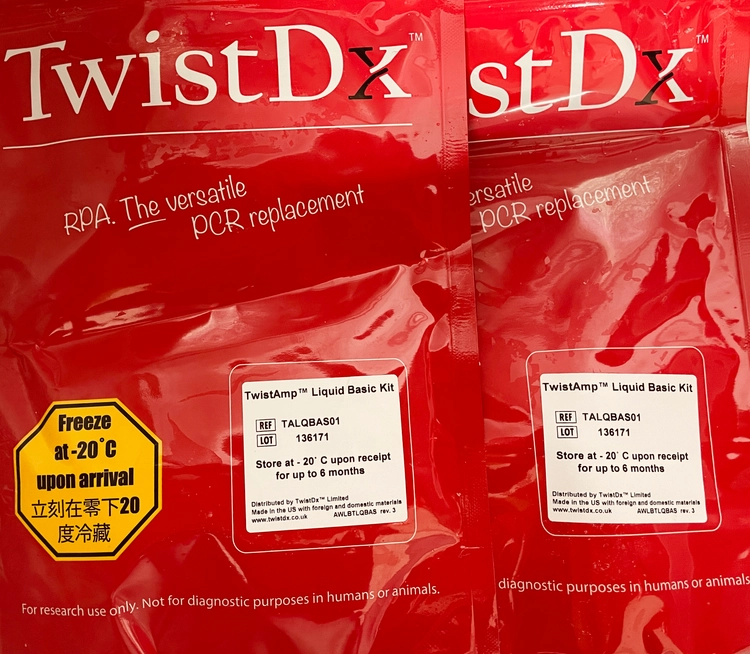 TwistDx™
RPA. The versatile
PCR replacement
Freeze
at -20°C
upon arrival
立刻在零下20
度冷藏
TwistAmp™ Liquid Basic Kit
REF TALQBAS01
LOT 136171
Store at - 20° C upon receipt
for up to 6 months
Distributed by TwistDx™ Limited
Made in the US with foreign and domestic materials
www.twistdx.co.uk AWLBTLQBAS rev. 3
For research use only. Not for diagnostic purposes in humans or animals.
stDx™
ersatile
PCR replacement
TwistAmp™ Liquid Basic Kit
REF TALQBAS01
LOT 136171
Store at - 20° C upon receipt
for up to 6 months
Distributed by TwistDx™ Limited
Made in the US with foreign and domestic materials
www.twistdx.co.uk AWLBTLQBAS rev. 3
diagnostic purposes in humans or animals